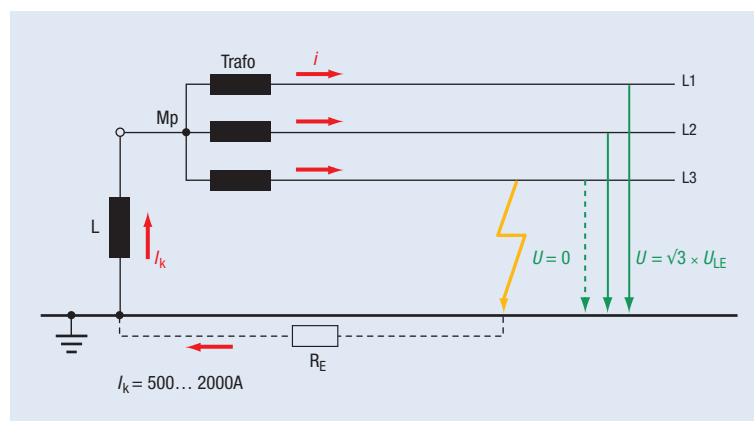 Trafo
i
L1
Mp
L2
L3
L
Ik
U = 0
U = √3 × ULE
RE
Ik = 500… 2000A